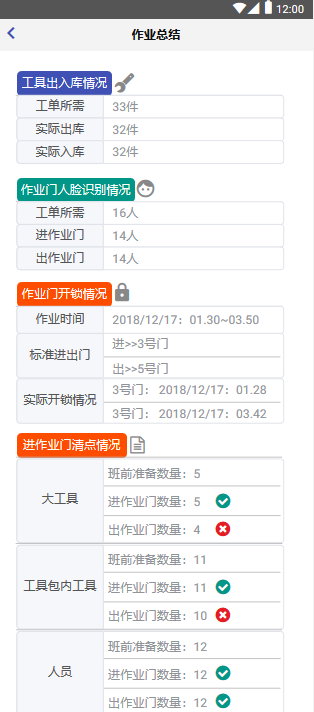 12:00
作业总结
工具出入库情况
工单所需 33件
实际出库 32件
实际入库 32件
作业门人脸识别情况
工单所需 16人
进作业门 14人
出作业门 14人
作业门开锁情况
作业时间 2018/12/17：01.30~03.50
标准进出门 进>>3号门
出>>5号门
实际开锁情况 3号门： 2018/12/17：01.28
3号门： 2018/12/17：03.42
进作业门清点情况
大工具 班前准备数量：5
进作业门数量：5
出作业门数量：4
工具包内工具 班前准备数量：11
进作业门数量：11
出作业门数量：10
人员 班前准备数量：12
进作业门数量：12
出作业门数量：12